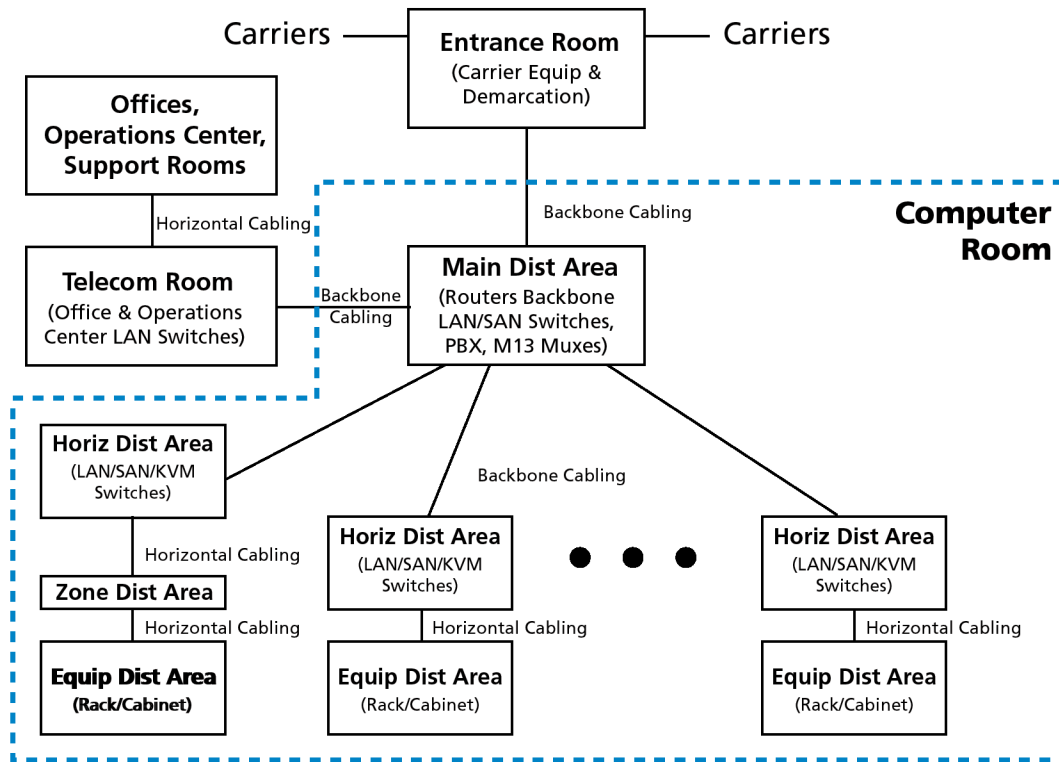 Carriers
Entrance Room
(Carrier Equip &
Demarcation)
Carriers
Offices,
Operations Center,
Support Rooms
Horizontal Cabling
Backbone Cabling
Computer
Room
Telecom Room
(Office & Operations
Center LAN Switches)
Backbone
Cabling
Main Dist Area
(Routers Backbone
LAN/SAN Switches,
PBX, M13 Muxes)
Horiz Dist Area
(LAN/SAN/KVM
Switches)
Backbone Cabling
Horizontal Cabling
Zone Dist Area
Horizontal Cabling
Equip Dist Area
(Rack/Cabinet)
Horiz Dist Area
(LAN/SAN/KVM
Switches)
Horizontal Cabling
Equip Dist Area
(Rack/Cabinet)
Horiz Dist Area
(LAN/SAN/KVM
Switches)
Horizontal Cabling
Equip Dist Area
(Rack/Cabinet)